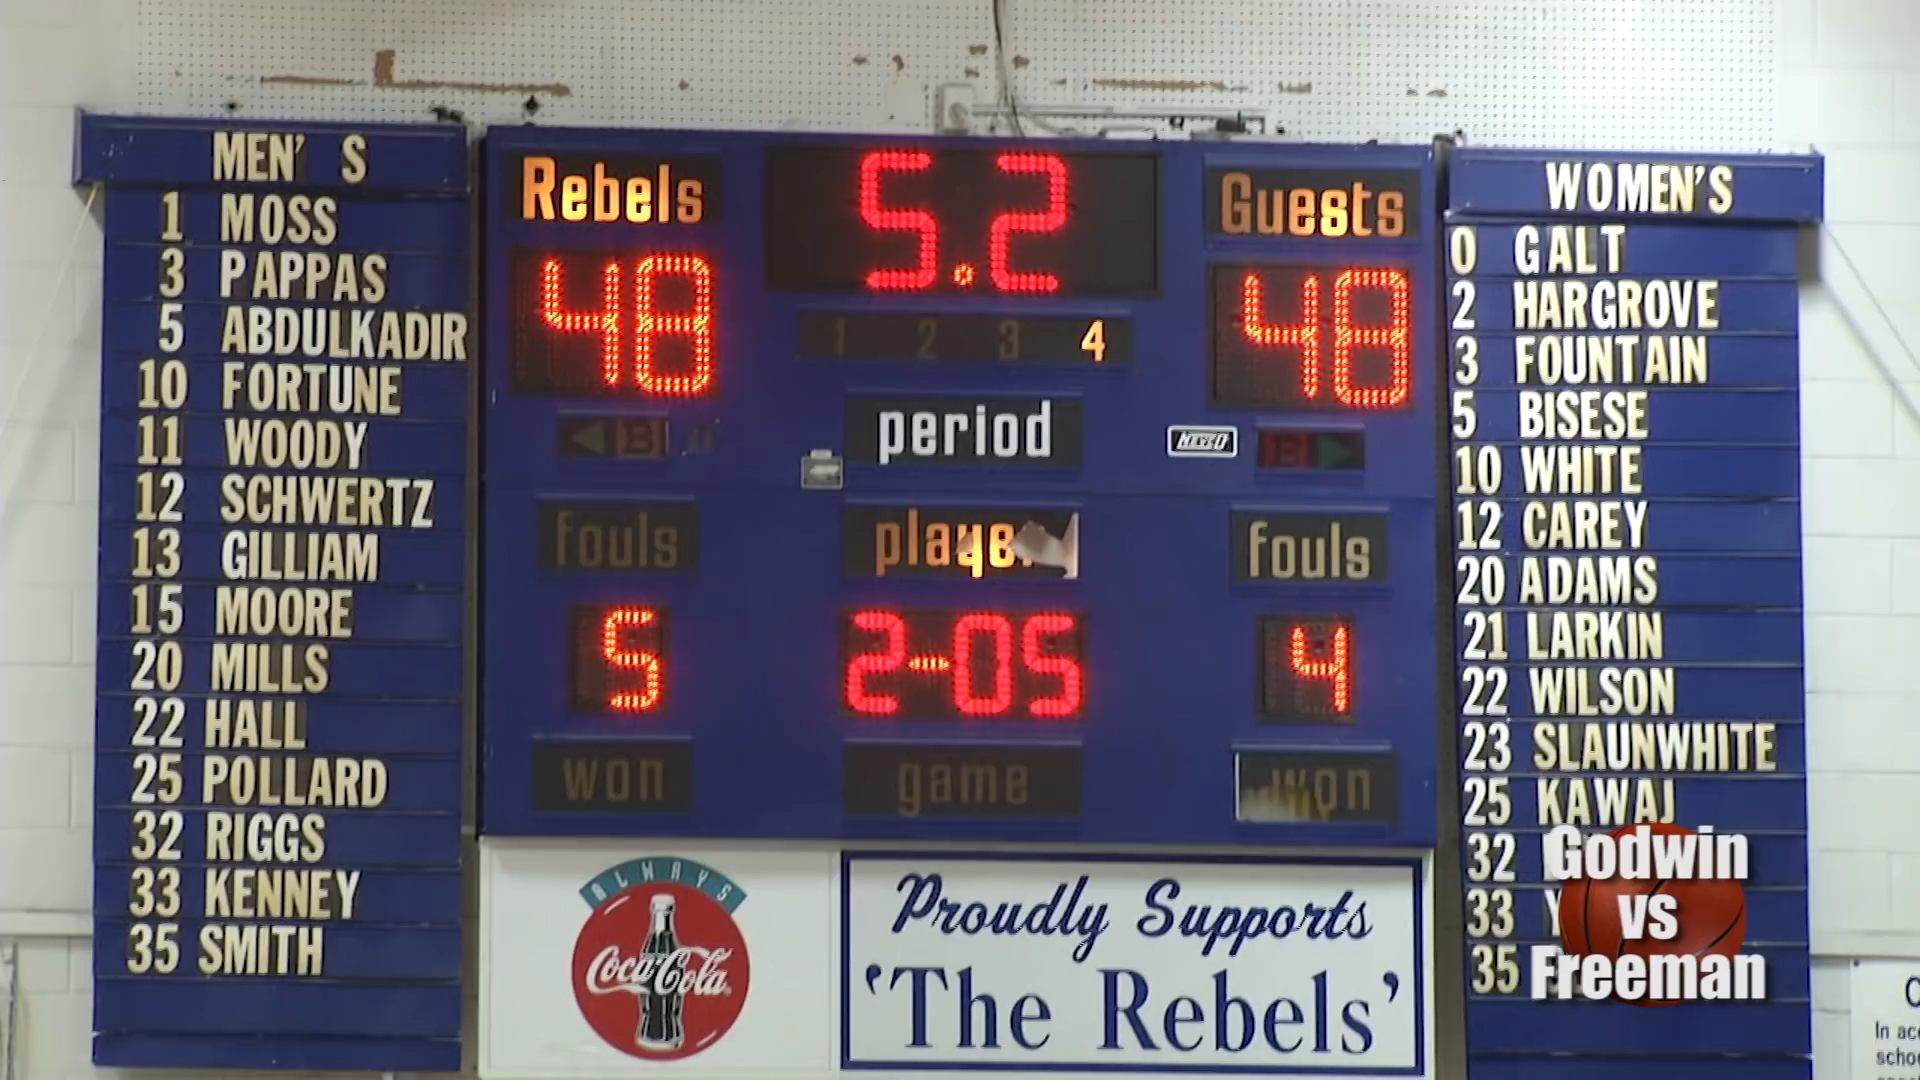 MEN' S
1 MOSS
3 PAPPAS
5 ABDULKADIR
10 FORTUNE
11 WOODY
12 SCHWERTZ
13 GILLIAM
15 MOORE
20 MILLS
22 HALL
25 POLLARD
32 RIGGS
33 KENNEY
35 SMITH
Rebels
5.2
Guests
48
48
1 2 3 4
period
B
NEVCO
B
fouls
player
fouls
5
2-05
4
won
game
won
ALWAYS
Coca-Cola
Proudly Supports
'The Rebels'
WOMEN'S
0 GALT
2 HARGROVE
3 FOUNTAIN
5 BISESE
10 WHITE
12 CAREY
20 ADAMS
21 LARKIN
22 WILSON
23 SLAUNWHITE
25 KAWAJ
32
33 Y
35
Godwin
vs
Freeman
In